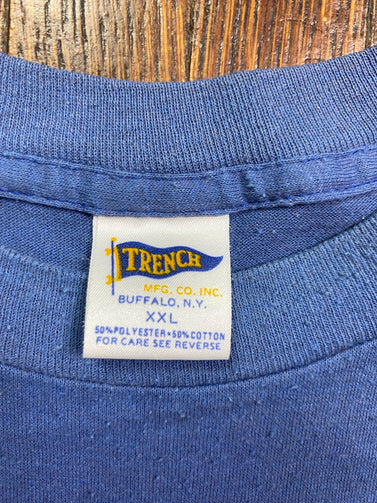 TRENCH
MFG. CO. INC.
BUFFALO, N.Y.
XXL
50% POLYESTER • 50% COTTON
FOR CARE SEE REVERSE